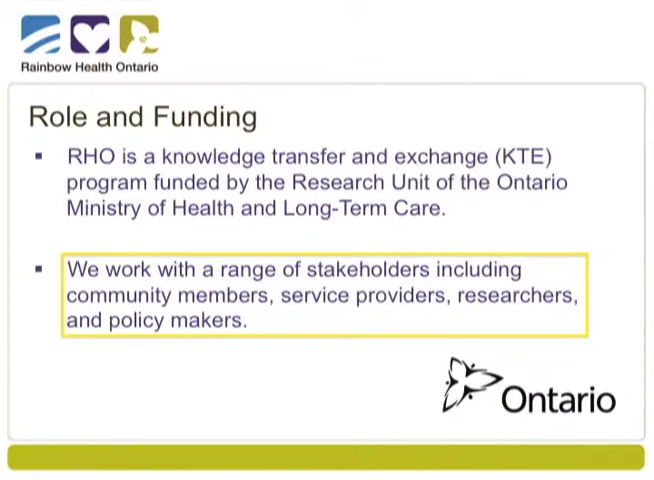 Rainbow Health Ontario
Role and Funding
▪ RHO is a knowledge transfer and exchange (KTE)
program funded by the Research Unit of the Ontario
Ministry of Health and Long-Term Care.
▪ We work with a range of stakeholders including
community members, service providers, researchers,
and policy makers.
Ontario